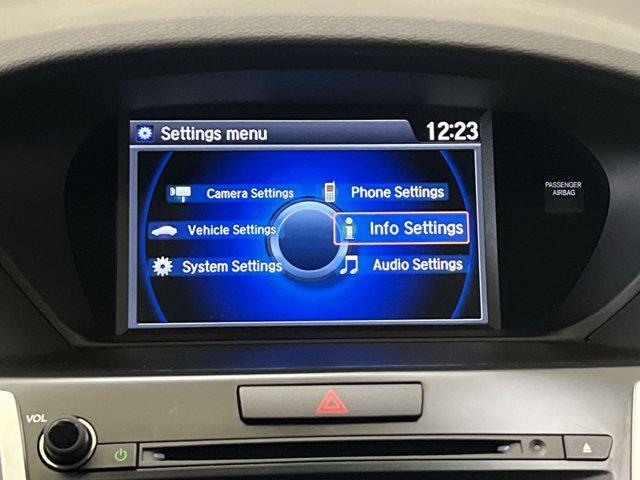 Settings menu 12:23
Camera Settings Phone Settings
PASSENGER
AIRBAG
Vehicle Settings Info Settings
System Settings Audio Settings
VOL